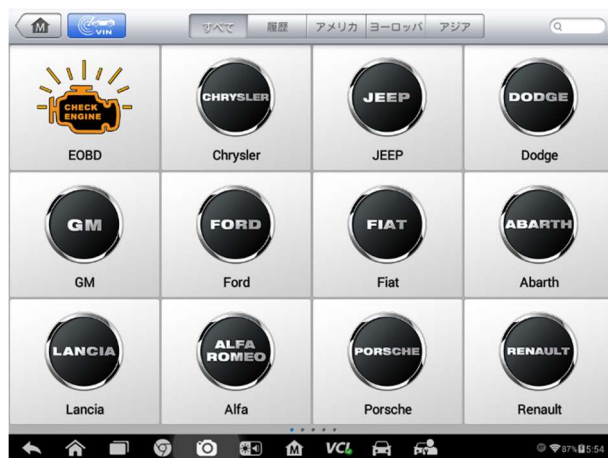 M
VIN
すべて
履歴
アメリカ
ヨーロッパ
アジア
CHECK
ENGINE
EOBD
CHRYSLER
Chrysler
JEEP
JEEP
DODGE
Dodge
GM
GM
FORD
Ford
FIAT
Fiat
ABARTH
Abarth
LANCIA
Lancia
ALFA
ROMEO
Alfa
PORSCHE
Porsche
RENAULT
Renault
M
VCI
87%
5:54